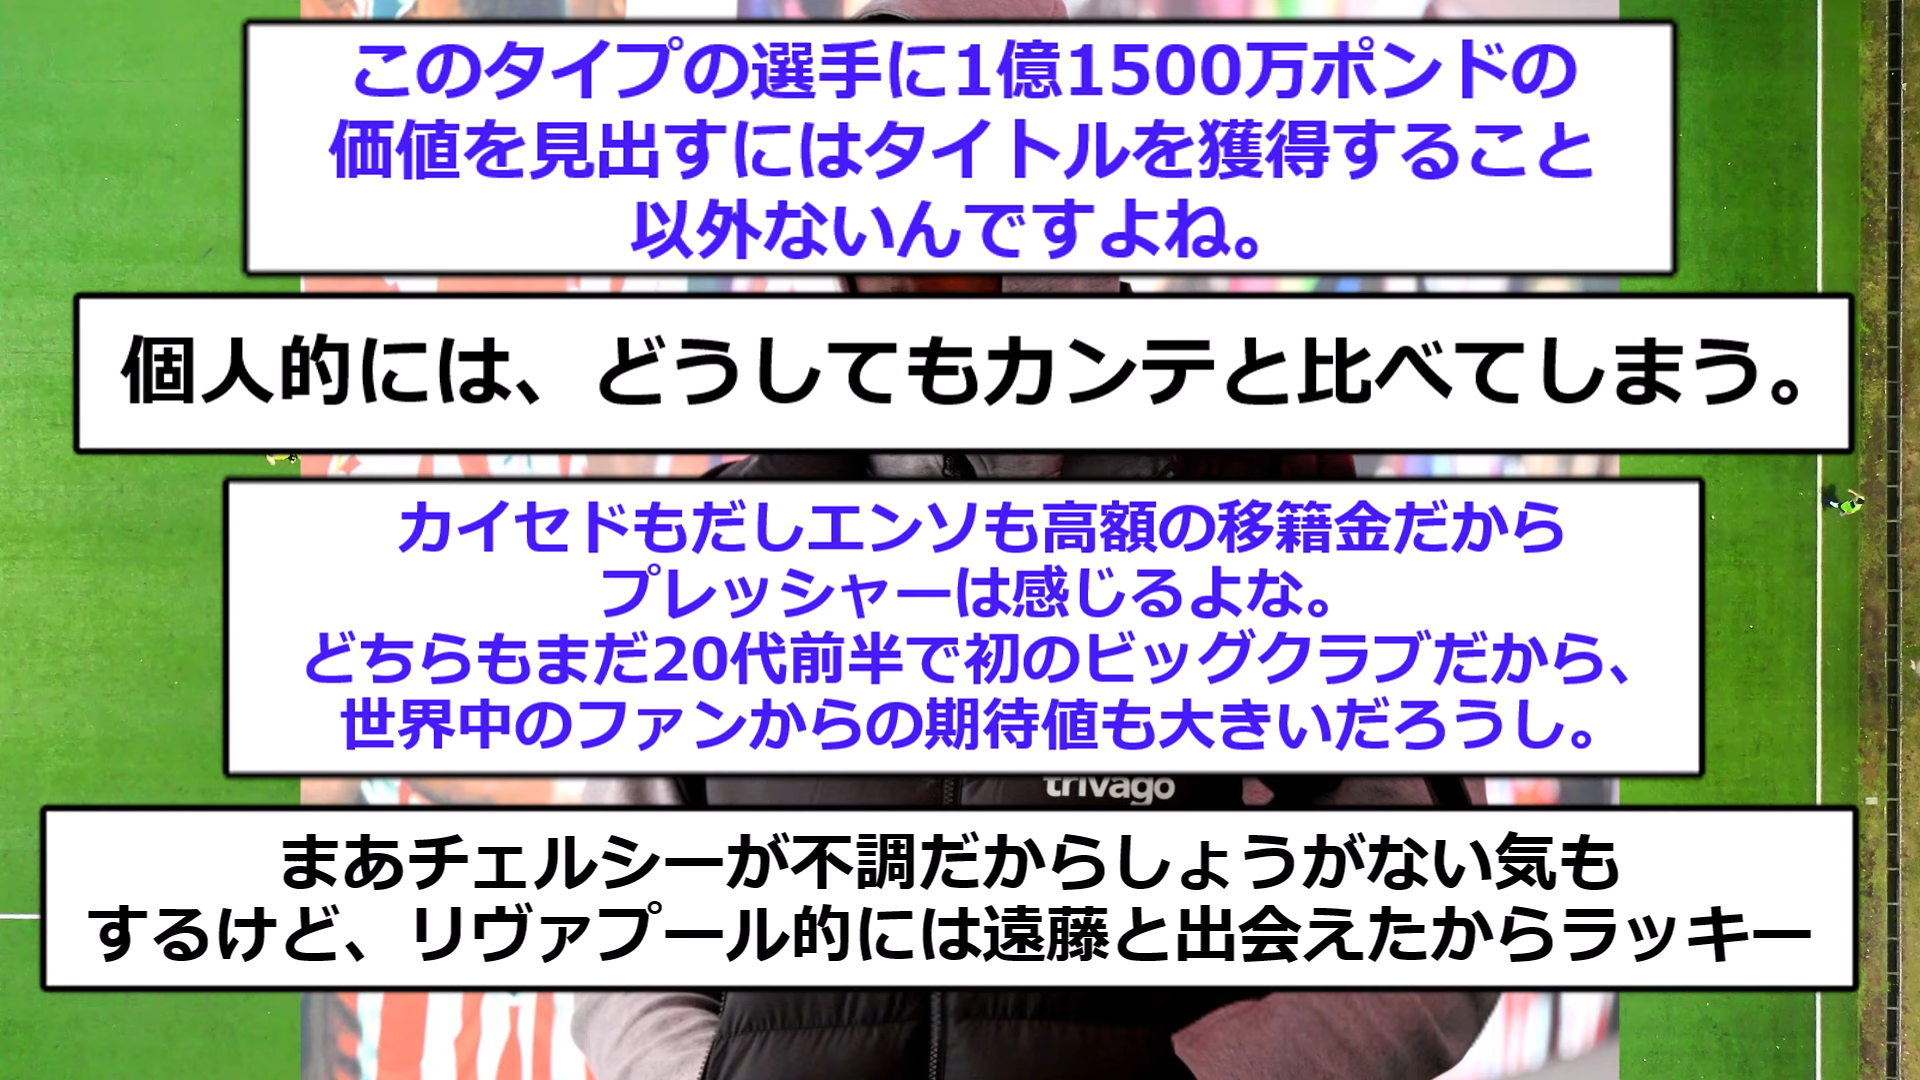 このタイプの選手に1億1500万ポンドの
価値を見出すにはタイトルを獲得すること
以外ないんですよね。
個人的には、どうしてもカンテと比べてしまう。
カイセドもだしエンソも高額の移籍金だから
プレッシャーは感じるよな。
どちらもまだ20代前半で初のビッグクラブだから、
世界中のファンからの期待値も大きいだろうし。
trivago
まあチェルシーが不調だからしょうがない気も
するけど、リヴァプール的には遠藤と出会えたからラッキー